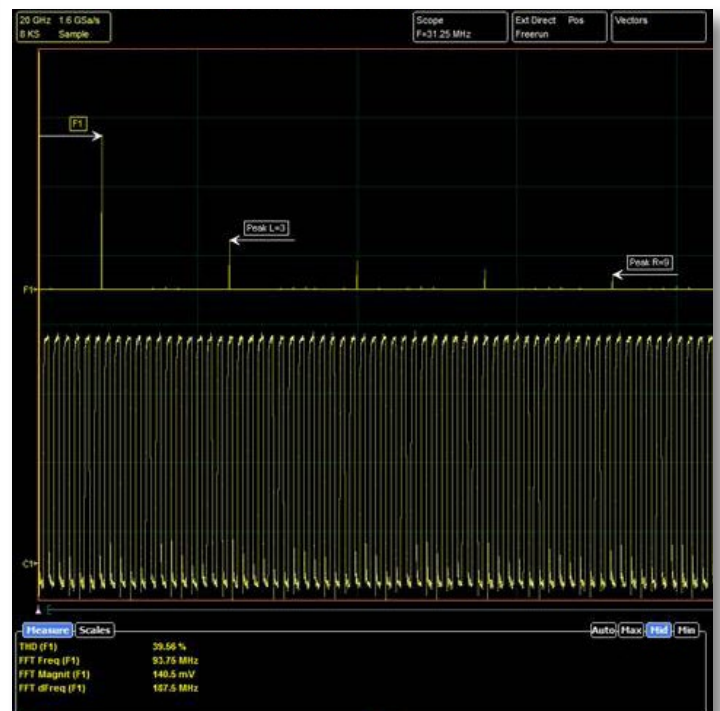 20 GHz 1.6 GSa/s
8 KS Sample
Scope
F=31.25 MHz
Ext Direct Pos
Freerun
Vectors
F1
Peak L=3
Peak R=9
F1
C1
Measure Scales
Auto Max Mid Min
THD (F1) 39.56 %
FFT Freq (F1) 93.75 MHz
FFT Magnit (F1) 140.5 mV
FFT dFreq (F1) 187.5 MHz